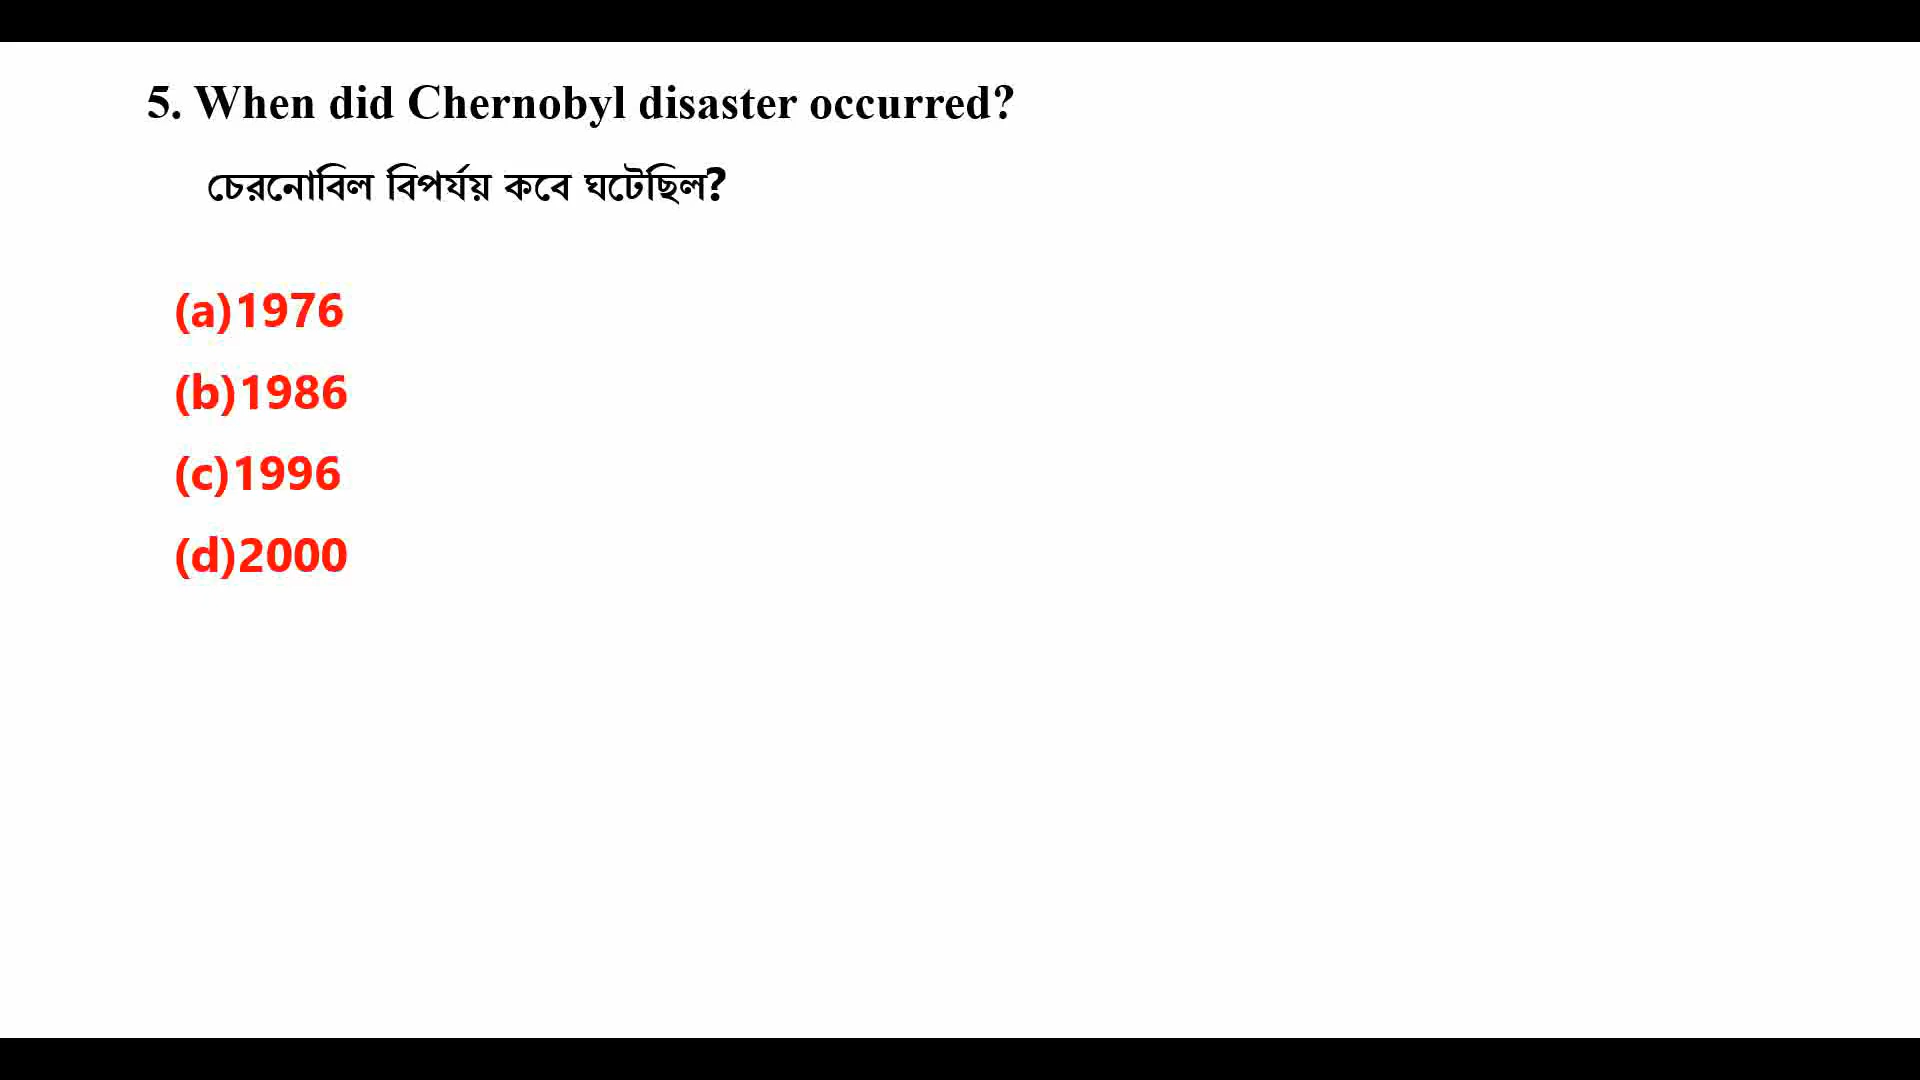 5. When did Chernobyl disaster occurred?
চেরনোবিল বিপর্যয় কবে ঘটেছিল?
(a)1976
(b)1986
(c)1996
(d)2000